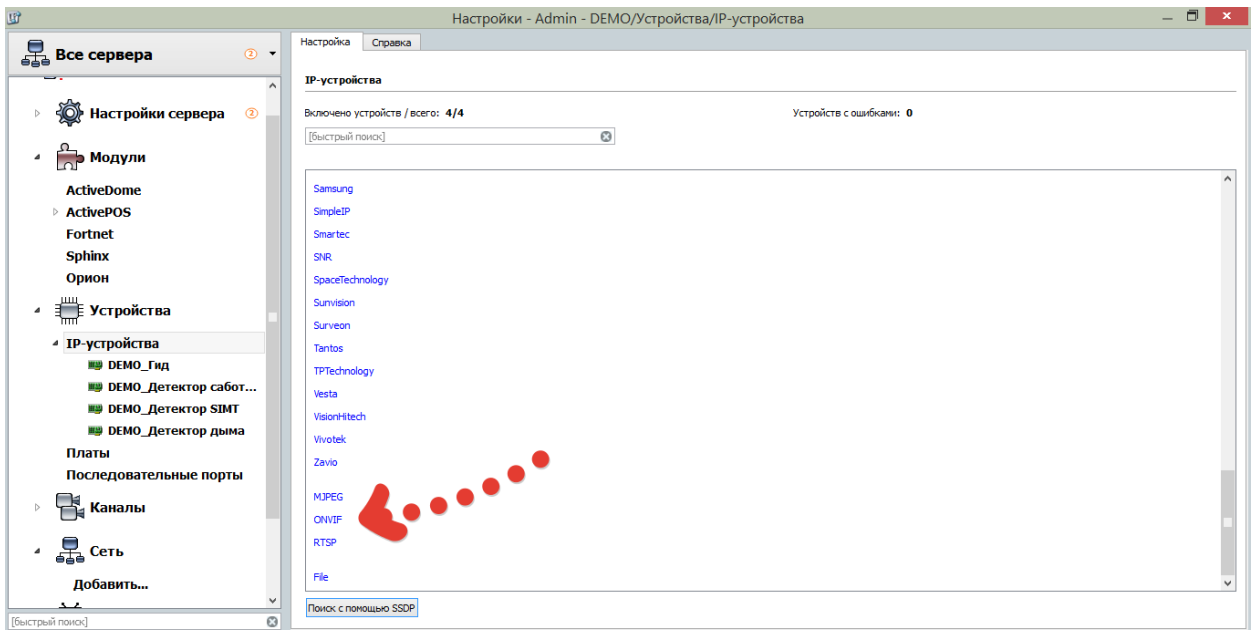 Настройки - Admin - DEMO/Устройства/IP-устройства
Все сервера 2
Настройки сервера 2
Модули
ActiveDome
ActivePOS
Fortnet
Sphinx
Орион
Устройства
IP-устройства
DEMO_Гид
DEMO_Детектор сабот...
DEMO_Детектор SIMT
DEMO_Детектор дыма
Платы
Последовательные порты
Каналы
Сеть
Добавить...
[быстрый поиск]
Настройка Справка
IP-устройства
Включено устройств / всего: 4/4 Устройств с ошибками: 0
[быстрый поиск]
Samsung
SimpleIP
Smartec
SNR
SpaceTechnology
Sunvision
Surveon
Tantos
TPTechnology
Vesta
VisionHitech
Vivotek
Zavio
MJPEG
ONVIF
RTSP
File
Поиск с помощью SSDP